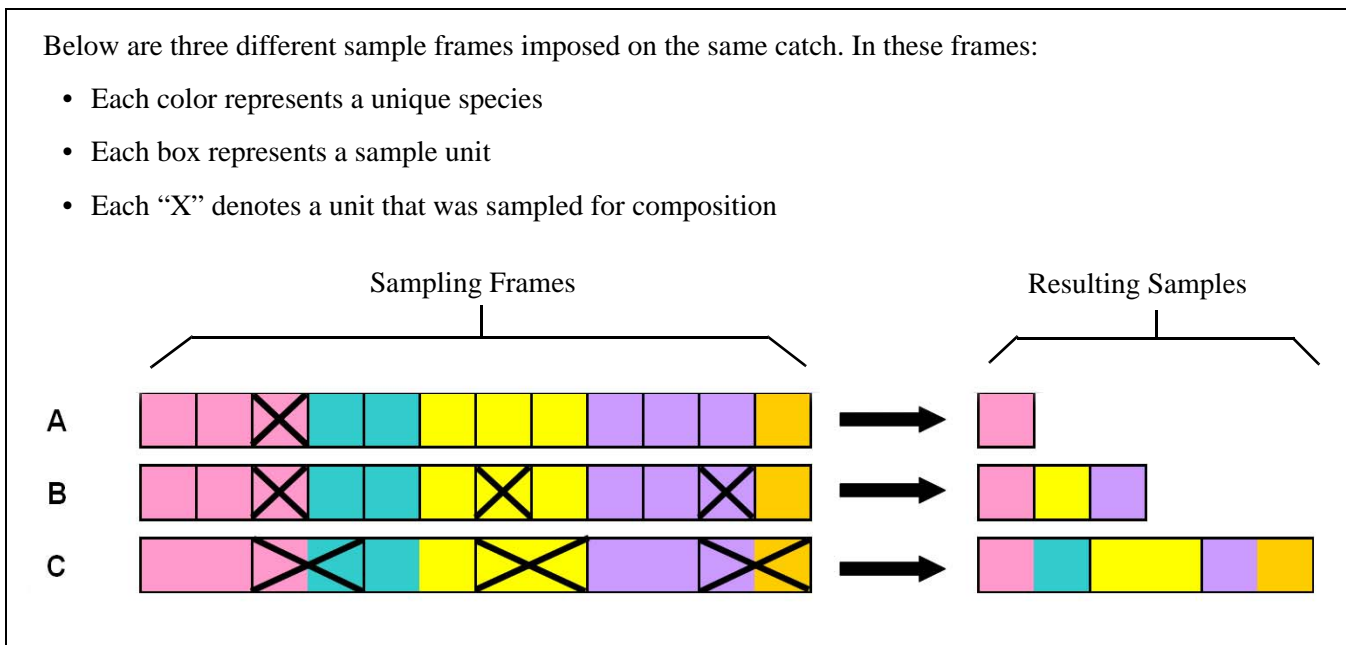 Below are three different sample frames imposed on the same catch. In these frames:
• Each color represents a unique species
• Each box represents a sample unit
• Each “X” denotes a unit that was sampled for composition
Sampling Frames
Resulting Samples
A
B
C